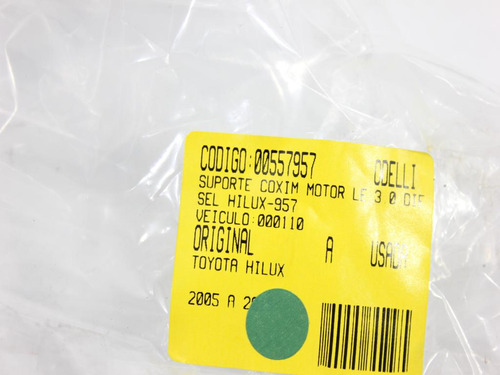 CODIGO:00557957 CDELLI
SUPORTE COXIM MOTOR LE 3 0 DIE
SEL HILUX-957
VEICULO:000110
ORIGINAL A USADA
TOYOTA HILUX
2005 A